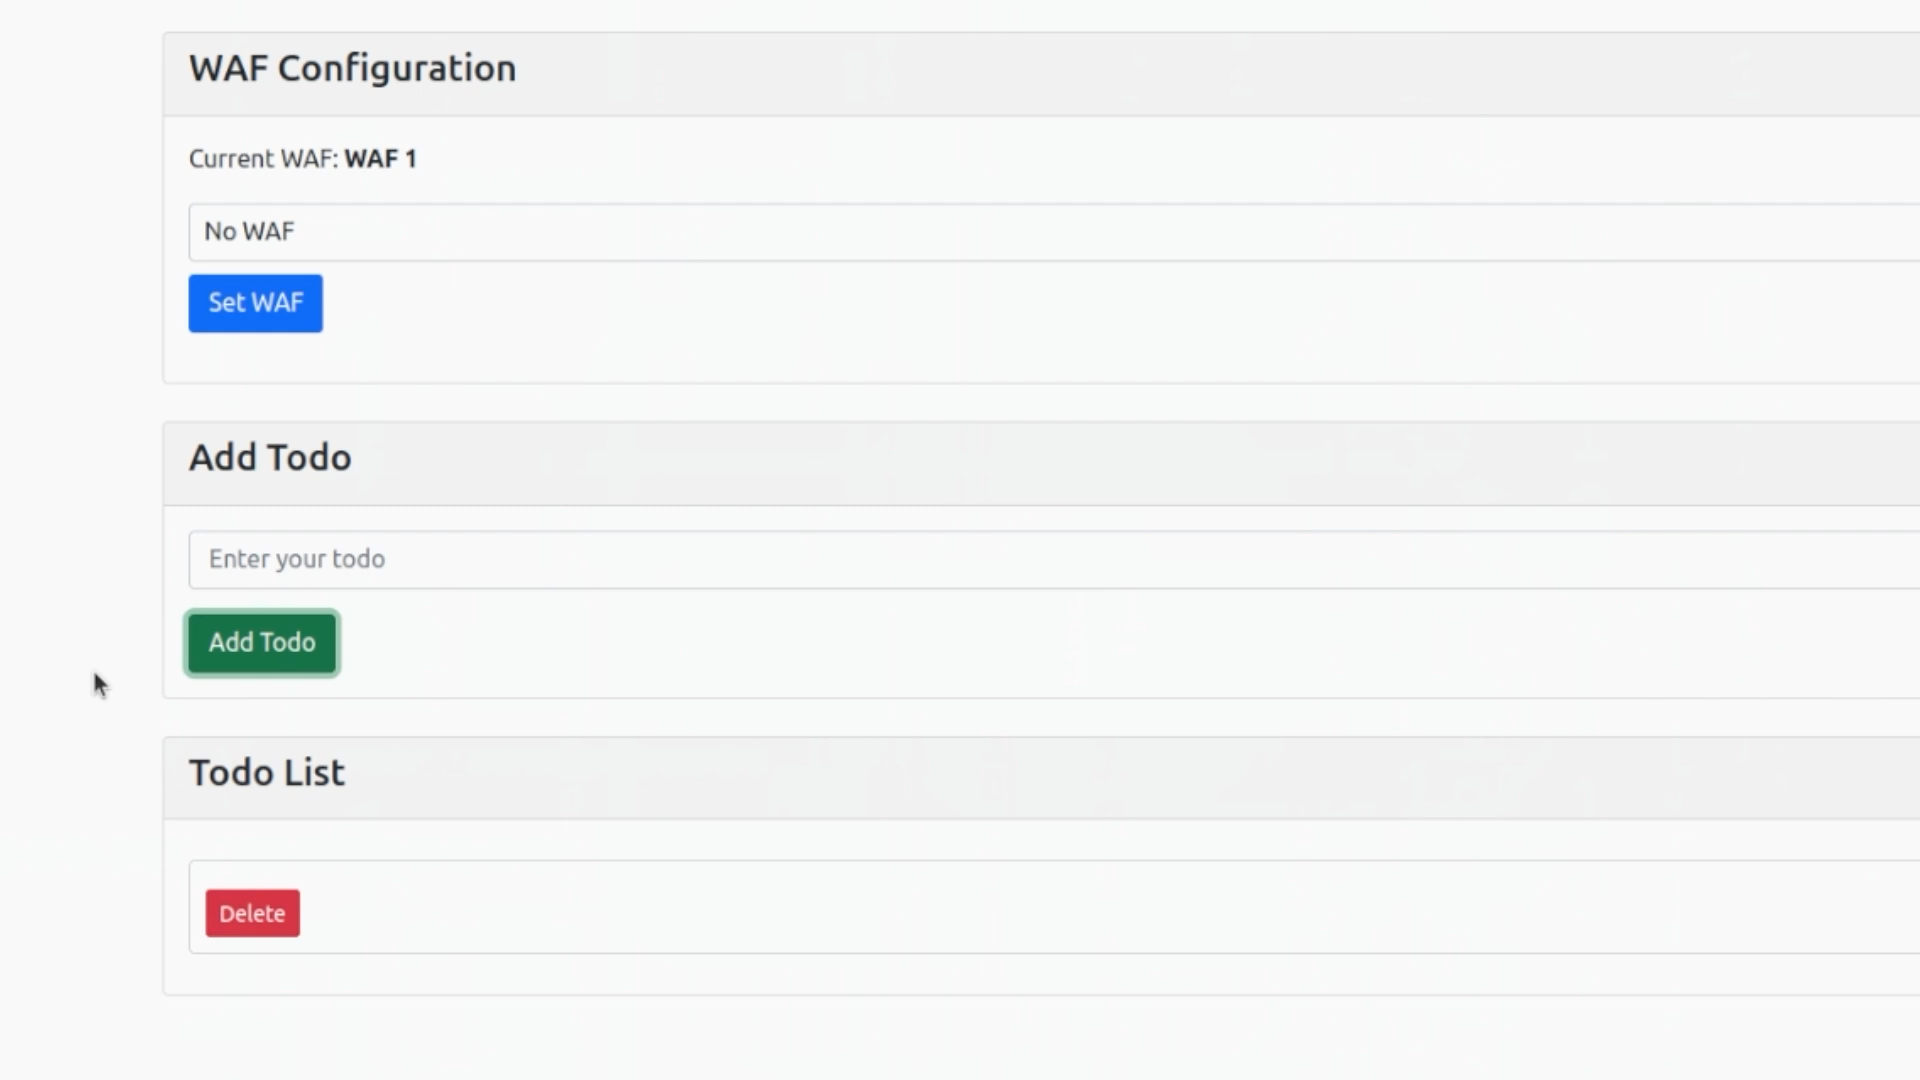 WAF Configuration
Current WAF: WAF 1
No WAF
Set WAF
Add Todo
Enter your todo
Add Todo
Todo List
Delete